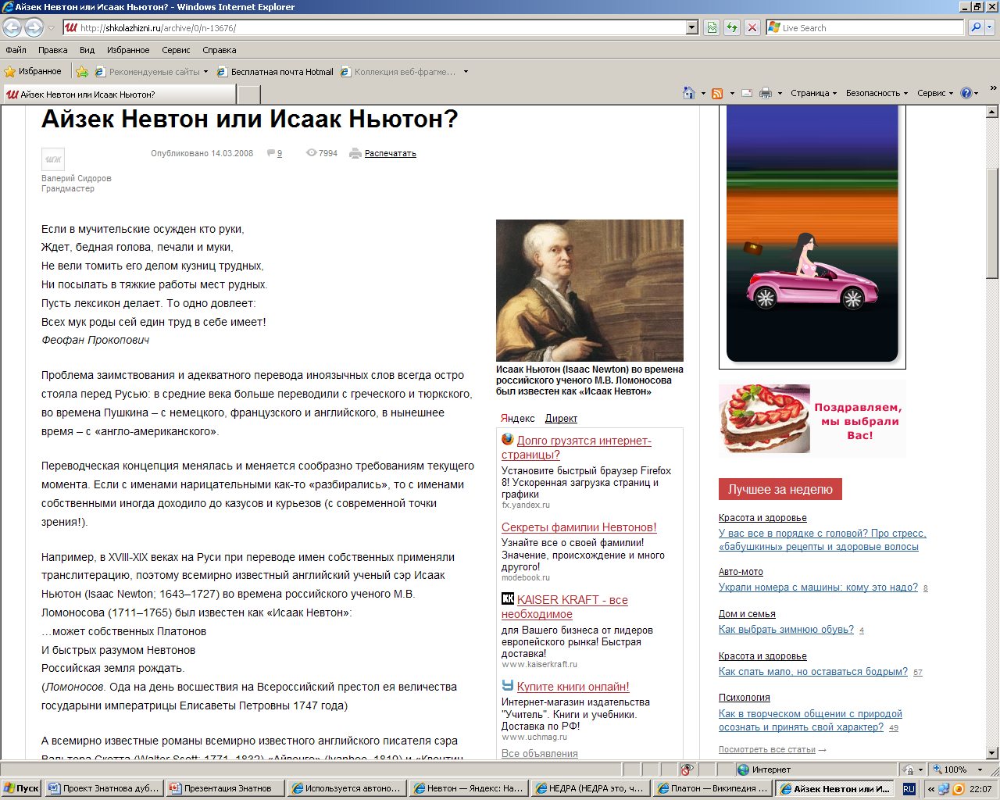 Айзек Невтон или Исаак Ньютон? - Windows Internet Explorer
http://shkolazhizni.ru/archive/0/n-13676/
Live Search
Файл Правка Вид Избранное Сервис Справка
Избранное Рекомендуемые сайты Бесплатная почта Hotmail Коллекция веб-фрагме...
Айзек Невтон или Исаак Ньютон?
Страница Безопасность Сервис »
Айзек Невтон или Исаак Ньютон?
Опубликовано 14.03.2008 9 7994 Распечатать
Валерий Сидоров
Грандмастер
Если в мучительские осужден кто руки,
Ждет, бедная голова, печали и муки,
Не вели томить его делом кузниц трудных,
Ни посылать в тяжкие работы мест рудных.
Пусть лексикон делает. То одно довлеет:
Всех мук роды сей един труд в себе имеет!
Феофан Прокопович
Проблема заимствования и адекватного перевода иноязычных слов всегда остро
стояла перед Русью: в средние века больше переводили с греческого и тюркского,
во времена Пушкина – с немецкого, французского и английского, в нынешнее
время – с «англо-американского».
Переводческая концепция менялась и меняется сообразно требованиям текущего
момента. Если с именами нарицательными как-то «разбирались», то с именами
собственными иногда доходило до казусов и курьезов (с современной точки
зрения!).
Например, в XVIII-XIX веках на Руси при переводе имен собственных применяли
транслитерацию, поэтому всемирно известный английский ученый сэр Исаак
Ньютон (Isaac Newton; 1643–1727) во времена российского ученого М.В.
Ломоносова (1711–1765) был известен как «Исаак Невтон»:
…может собственных Платонов
И быстрых разумом Невтонов
Российская земля рождать.
(Ломоносов. Ода на день восшествия на Всероссийский престол ея величества
государыни императрицы Елисаветы Петровны 1747 года)
А всемирно известные романы всемирно известного английского писателя сэра
Вальтера Скотта (Walter Scott; 1771–1832) «Айвенго» (Ivanhoe, 1819) и «Квентин
Исаак Ньютон (Isaac Newton) во времена
российского ученого М.В. Ломоносова
был известен как «Исаак Невтон»
Яндекс Директ
Долго грузятся интернет-
страницы?
Установите быстрый браузер Firefox
8! Ускоренная загрузка страниц и
графики
fx.yandex.ru
Секреты фамилии Невтонов!
Узнайте все о своей фамилии!
Значение, происхождение и много
другого!
modebook.ru
KAISER KRAFT - все
необходимое
для Вашего бизнеса от лидеров
европейского рынка! Быстрая
доставка!
www.kaiserkraft.ru
Купите книги онлайн!
Интернет-магазин издательства
"Учитель". Книги и учебники.
Доставка по РФ!
www.uchmag.ru
Все объявления
Поздравляем,
мы выбрали
Вас!
Лучшее за неделю
Красота и здоровье
У вас все в порядке с головой? Про стресс,
«бабушкины» рецепты и здоровые волосы
Авто-мото
Украли номера с машины: кому это надо? 8
Дом и семья
Как выбрать зимнюю обувь? 4
Красота и здоровье
Как спать мало, но оставаться бодрым? 57
Психология
Как в творческом общении с природой
осознать и принять свой характер? 49
Посмотреть все статьи →
Интернет 100%
Пуск Проект Знатнова дуб... Презентация Знатнов Используется автоно... Невтон — Яндекс: На... НЕДРА (НЕДРА это, ч... Платон — Википедия ... Айзек Невтон или И... RU « 22:07